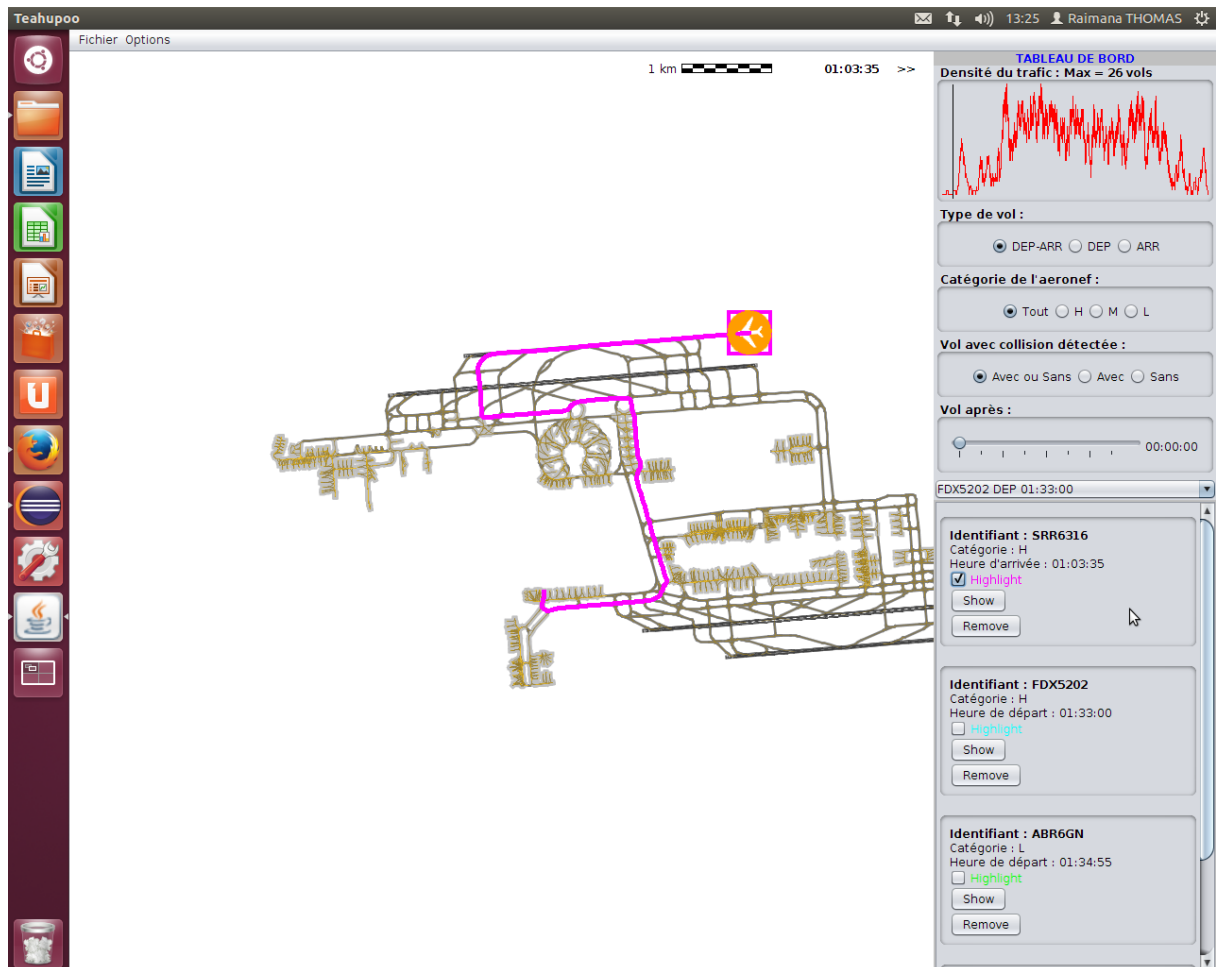 Teahupoo
13:25 Raimana THOMAS
Fichier Options
1 km 01:03:35 >>
TABLEAU DE BORD
Densité du trafic : Max = 26 vols
Type de vol :
DEP-ARR DEP ARR
Catégorie de l'aeronef :
Tout H M L
Vol avec collision détectée :
Avec ou Sans Avec Sans
Vol après :
00:00:00
FDX5202 DEP 01:33:00
Identifiant : SRR6316
Catégorie : H
Heure d'arrivée : 01:03:35
Highlight
Show
Remove
Identifiant : FDX5202
Catégorie : H
Heure de départ : 01:33:00
Highlight
Show
Remove
Identifiant : ABR6GN
Catégorie : L
Heure de départ : 01:34:55
Highlight
Show
Remove